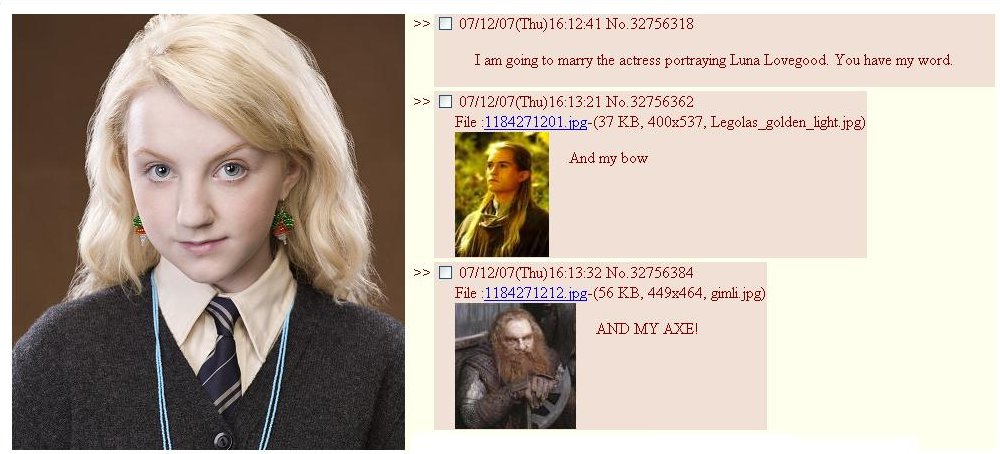 >> 07/12/07(Thu)16:12:41 No.32756318
I am going to marry the actress portraying Luna Lovegood. You have my word.
>> 07/12/07(Thu)16:13:21 No.32756362
File :1184271201.jpg-(37 KB, 400x537, Legolas_golden_light.jpg)
And my bow
>> 07/12/07(Thu)16:13:32 No.32756384
File :1184271212.jpg-(56 KB, 449x464, gimli.jpg)
AND MY AXE!